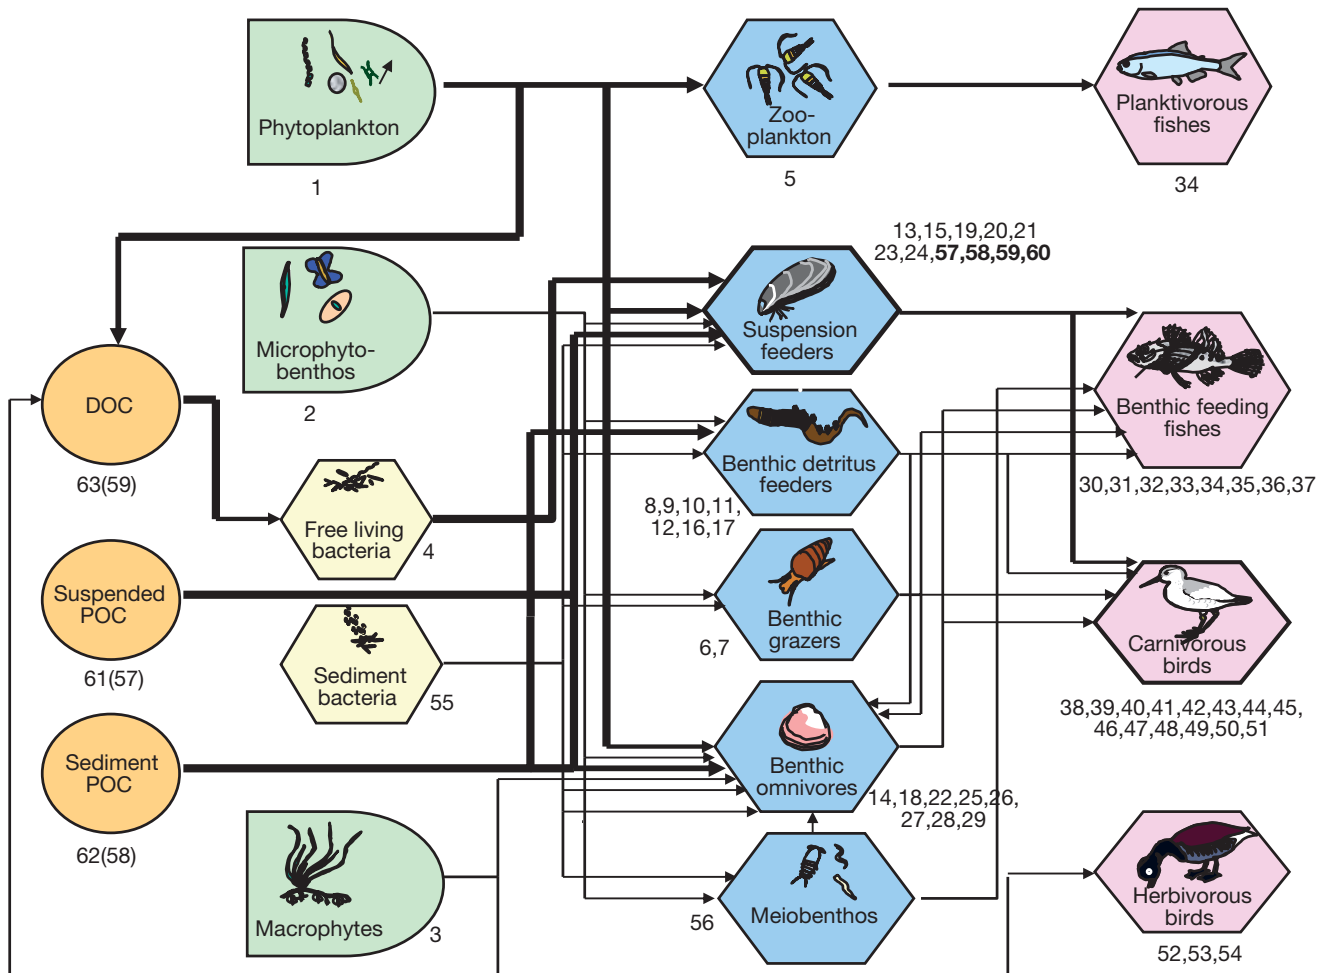 Phytoplankton
1
Zoo-
plankton
5
Planktivorous
fishes
34
13,15,19,20,21
23,24,57,58,59,60
Microphyto-
benthos
2
Suspension
feeders
Benthic feeding
fishes
30,31,32,33,34,35,36,37
DOC
63(59)
Benthic detritus
feeders
8,9,10,11,
12,16,17
Free living
bacteria
4
Suspended
POC
61(57)
Benthic
grazers
6,7
Carnivorous
birds
38,39,40,41,42,43,44,45,
46,47,48,49,50,51
Sediment
bacteria
55
Sediment
POC
62(58)
Benthic
omnivores
14,18,22,25,26,
27,28,29
Macrophytes
3
Meiobenthos
56
Herbivorous
birds
52,53,54